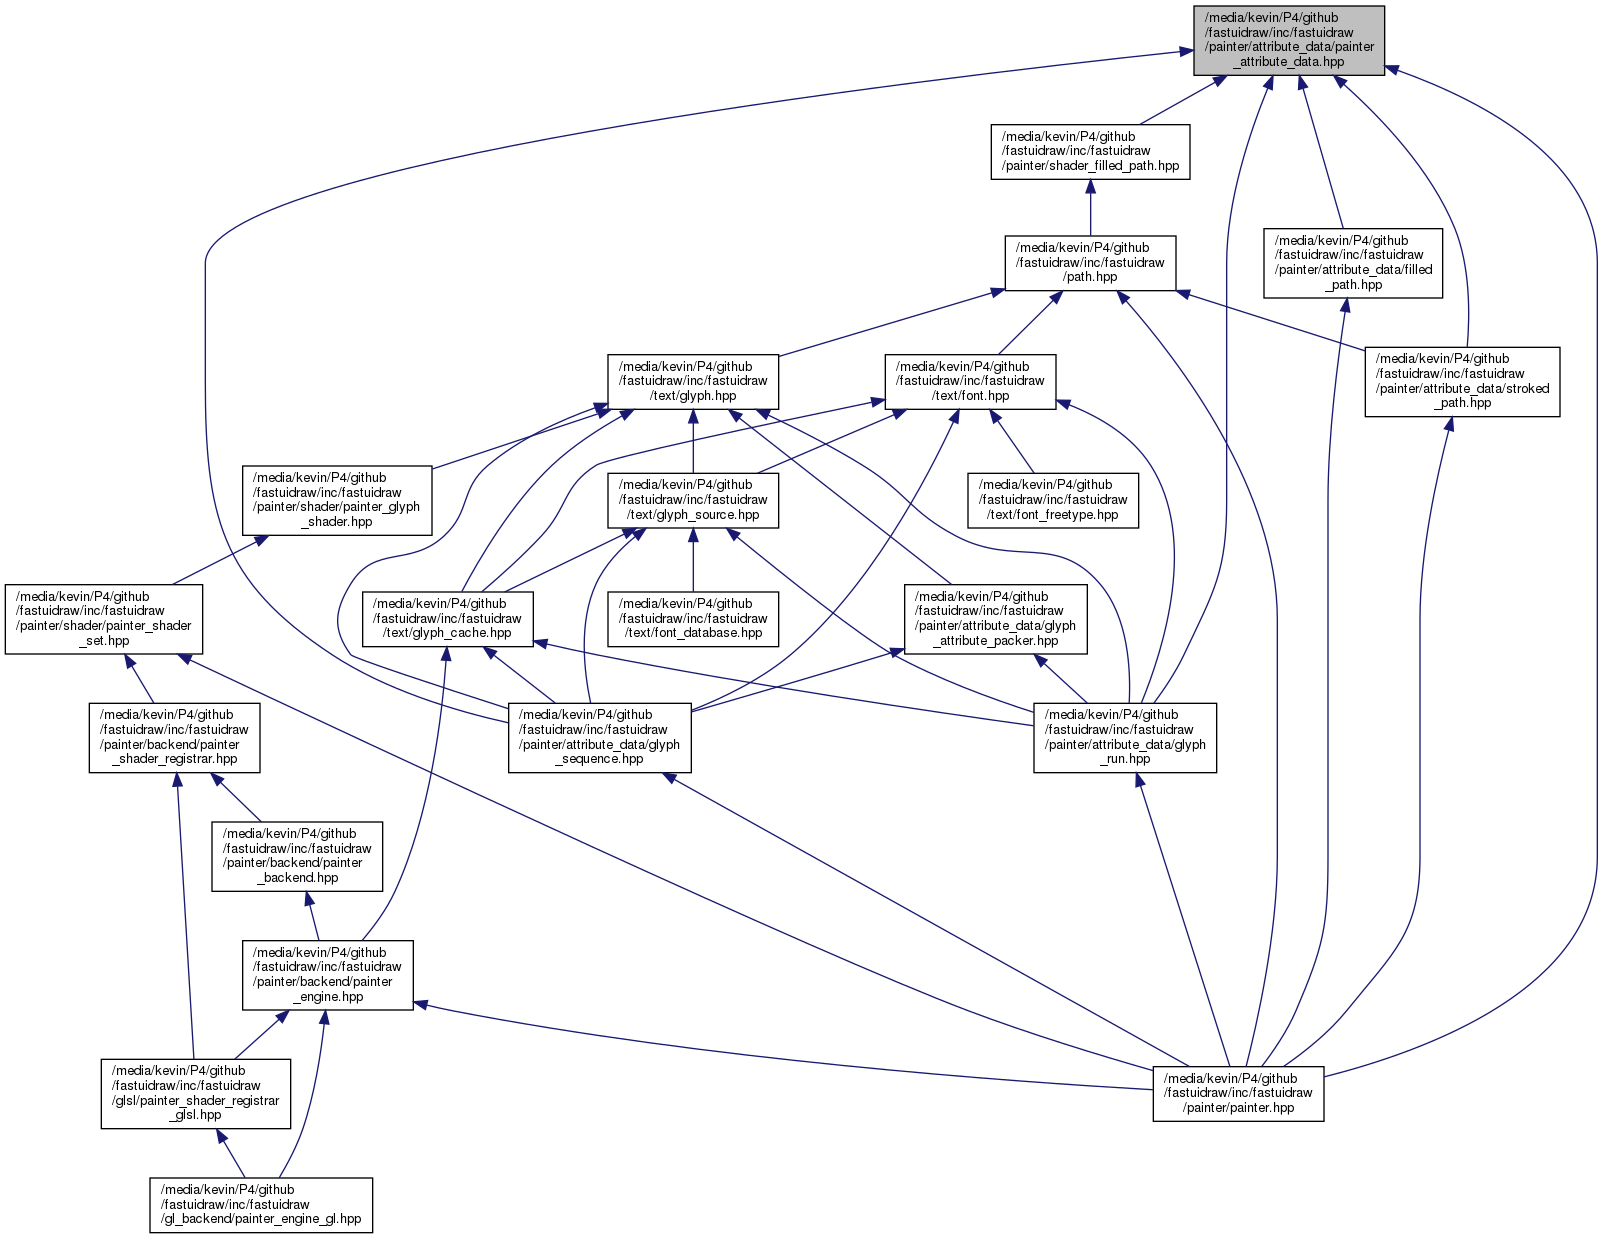 /media/kevin/P4/github
/fastuidraw/inc/fastuidraw
/painter/attribute_data/painter
_attribute_data.hpp
/media/kevin/P4/github
/fastuidraw/inc/fastuidraw
/painter/shader_filled_path.hpp
/media/kevin/P4/github
/fastuidraw/inc/fastuidraw
/path.hpp
/media/kevin/P4/github
/fastuidraw/inc/fastuidraw
/painter/attribute_data/filled
_path.hpp
/media/kevin/P4/github
/fastuidraw/inc/fastuidraw
/text/glyph.hpp
/media/kevin/P4/github
/fastuidraw/inc/fastuidraw
/text/font.hpp
/media/kevin/P4/github
/fastuidraw/inc/fastuidraw
/painter/attribute_data/stroked
_path.hpp
/media/kevin/P4/github
/fastuidraw/inc/fastuidraw
/painter/shader/painter_glyph
_shader.hpp
/media/kevin/P4/github
/fastuidraw/inc/fastuidraw
/text/glyph_source.hpp
/media/kevin/P4/github
/fastuidraw/inc/fastuidraw
/text/font_freetype.hpp
/media/kevin/P4/github
/fastuidraw/inc/fastuidraw
/painter/shader/painter_shader
_set.hpp
/media/kevin/P4/github
/fastuidraw/inc/fastuidraw
/text/glyph_cache.hpp
/media/kevin/P4/github
/fastuidraw/inc/fastuidraw
/text/font_database.hpp
/media/kevin/P4/github
/fastuidraw/inc/fastuidraw
/painter/attribute_data/glyph
_attribute_packer.hpp
/media/kevin/P4/github
/fastuidraw/inc/fastuidraw
/painter/backend/painter
_shader_registrar.hpp
/media/kevin/P4/github
/fastuidraw/inc/fastuidraw
/painter/attribute_data/glyph
_sequence.hpp
/media/kevin/P4/github
/fastuidraw/inc/fastuidraw
/painter/attribute_data/glyph
_run.hpp
/media/kevin/P4/github
/fastuidraw/inc/fastuidraw
/painter/backend/painter
_backend.hpp
/media/kevin/P4/github
/fastuidraw/inc/fastuidraw
/painter/backend/painter
_engine.hpp
/media/kevin/P4/github
/fastuidraw/inc/fastuidraw
/glsl/painter_shader_registrar
_glsl.hpp
/media/kevin/P4/github
/fastuidraw/inc/fastuidraw
/painter/painter.hpp
/media/kevin/P4/github
/fastuidraw/inc/fastuidraw
/gl_backend/painter_engine_gl.hpp